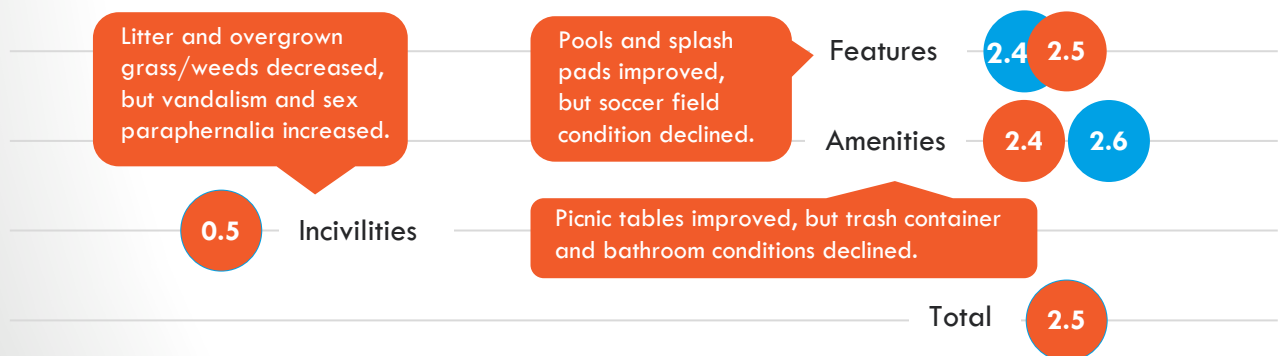 Litter and overgrown
grass/weeds decreased,
but vandalism and sex
paraphernalia increased.
Pools and splash
pads improved,
but soccer field
condition declined.
Features
2.4 2.5
Amenities
2.4 2.6
0.5
Incivilities
Picnic tables improved, but trash container
and bathroom conditions declined.
Total
2.5